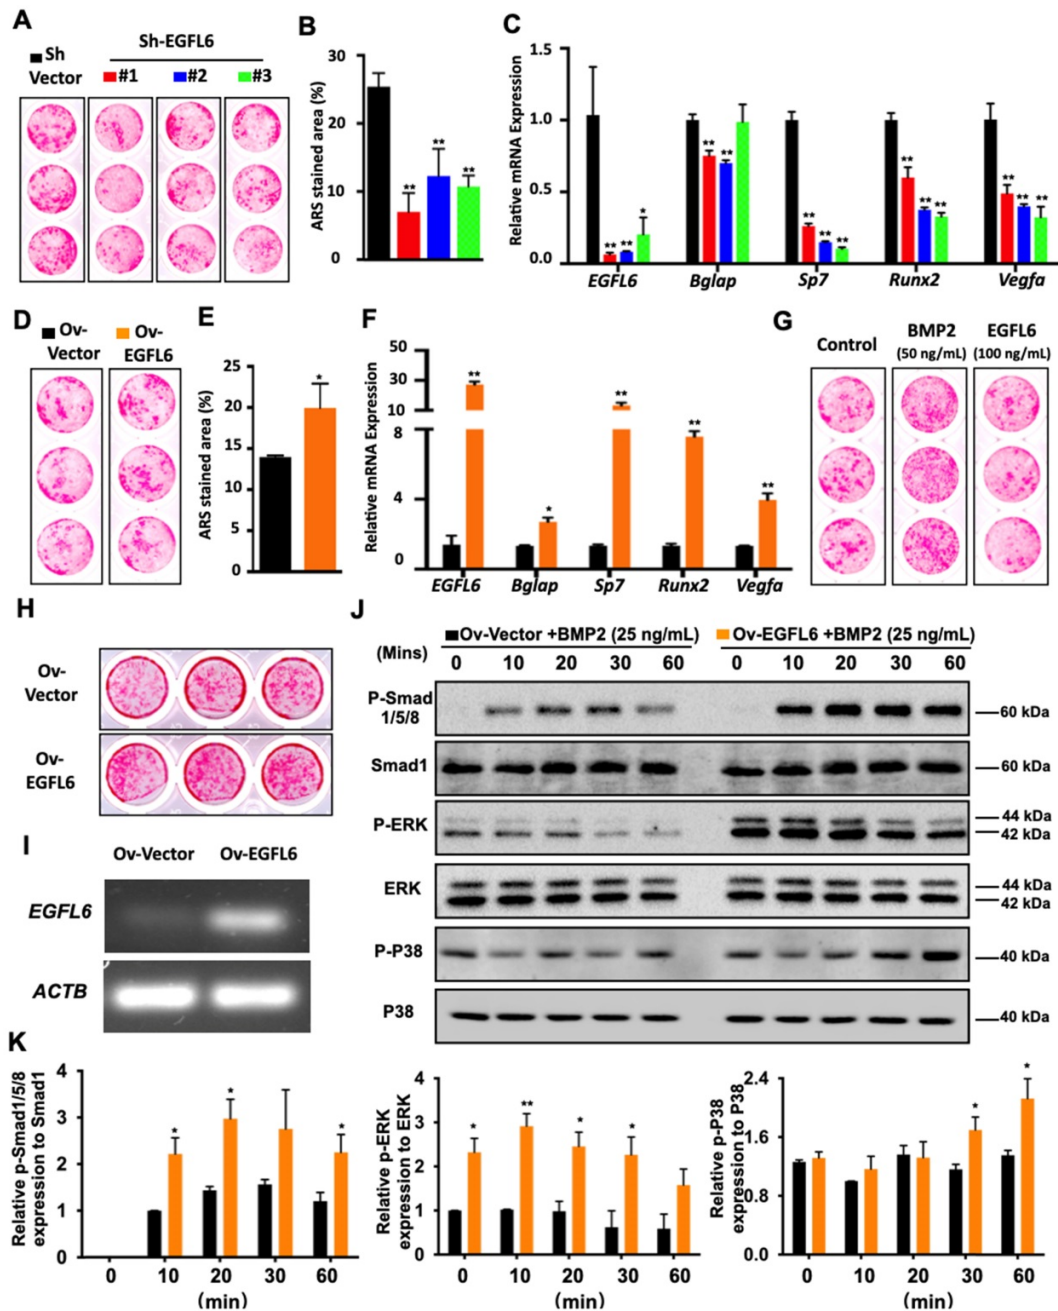 A
Sh-EGFL6
Sh
Vector
#1
#2
#3
B
ARS stained area (%)
30
20
10
0
**
**
**
C
Relative mRNA Expression
1.5
1.0
0.5
0.0
** ** *
** **
** ** **
** ** **
** ** **
EGFL6 Bglap Sp7 Runx2 Vegfa
D
Ov-
Vector
Ov-
EGFL6
E
ARS stained area (%)
25
20
15
10
5
0
*
F
Relative mRNA Expression
50
30
10
8
4
0
**
*
**
**
**
EGFL6 Bglap Sp7 Runx2 Vegfa
G
Control
BMP2
(50 ng/mL)
EGFL6
(100 ng/mL)
H
Ov-
Vector
Ov-
EGFL6
I
Ov-Vector Ov-EGFL6
EGFL6
ACTB
J
Ov-Vector +BMP2 (25 ng/mL) Ov-EGFL6 +BMP2 (25 ng/mL)
(Mins) 0 10 20 30 60 0 10 20 30 60
P-Smad
1/5/8
60 kDa
Smad1
60 kDa
P-ERK
44 kDa
42 kDa
ERK
44 kDa
42 kDa
P-P38
40 kDa
P38
40 kDa
K
Relative p-Smad1/5/8
expression to Smad1
4
3
2
1
0
* * *
0 10 20 30 60
(min)
Relative p-ERK
expression to ERK
4
3
2
1
0
* ** * *
0 10 20 30 60
(min)
Relative p-P38
expression to P38
2.4
1.6
0.8
0.0
* *
0 10 20 30 60
(min)